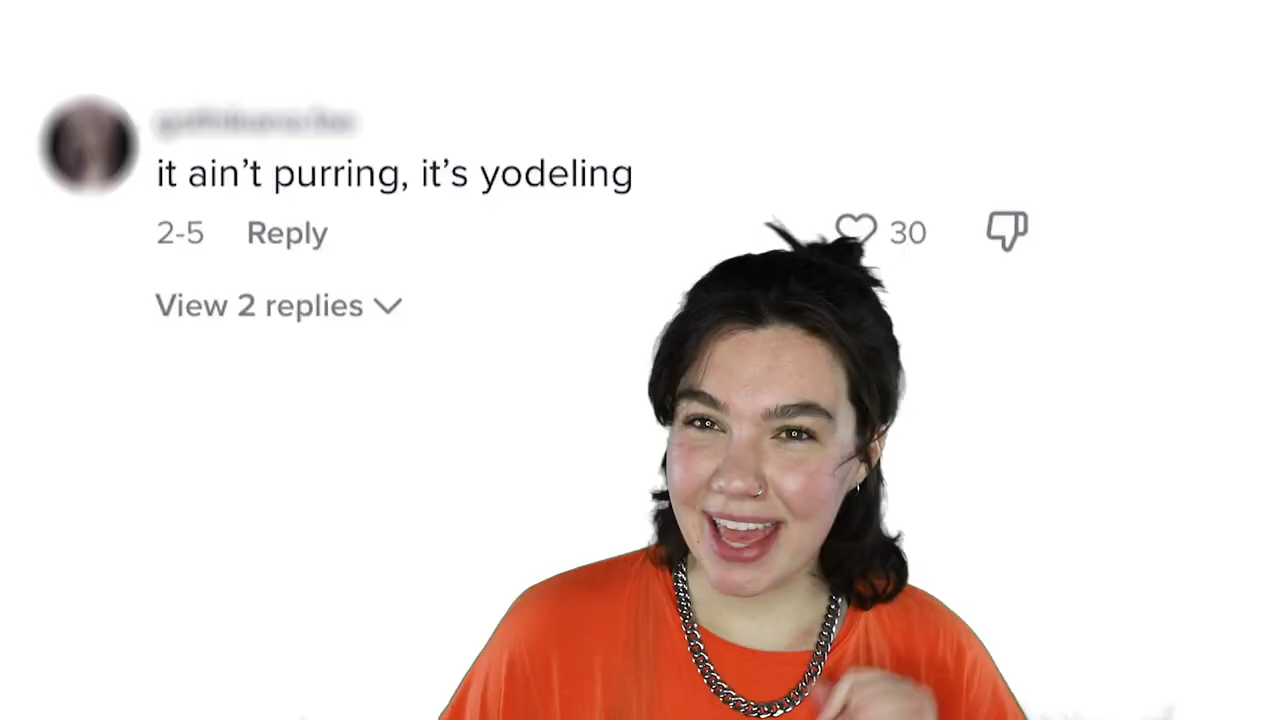 it ain’t purring, it’s yodeling
2-5 Reply 30
View 2 replies